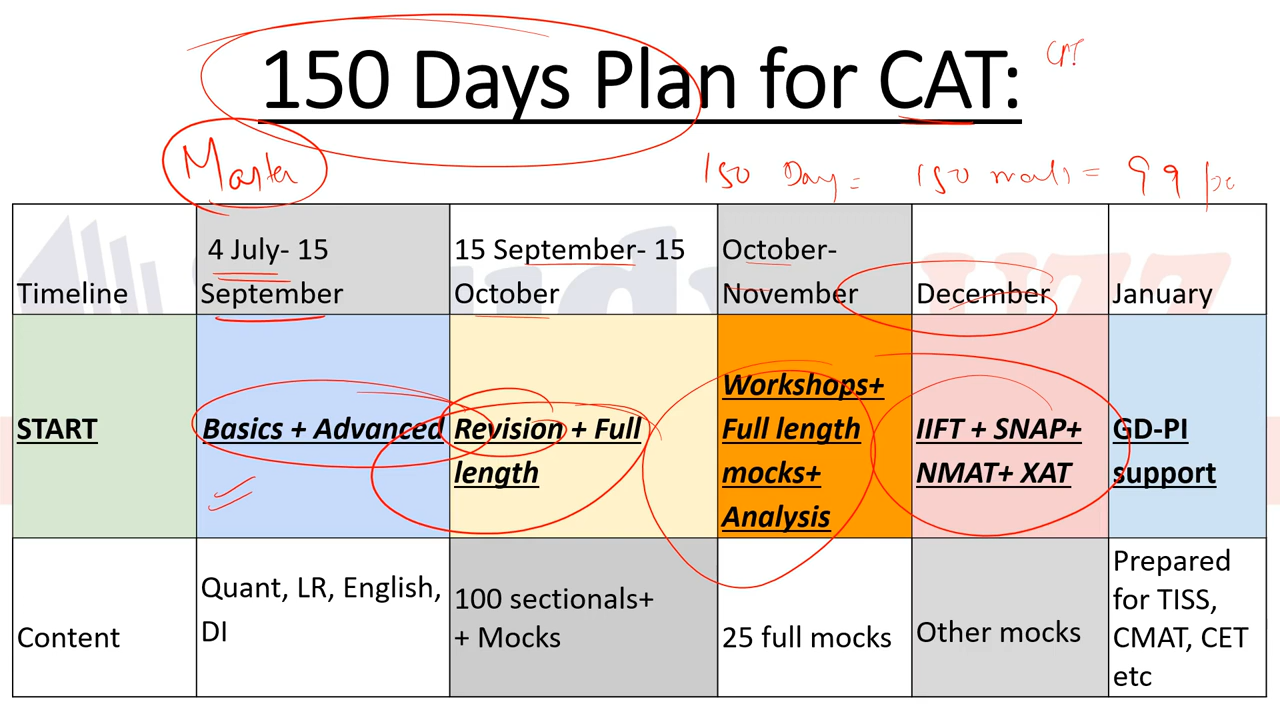 150 Days Plan for CAT:
CAT
Master
150 Day = 150 marks = 99 pc
Timeline
4 July- 15
September
15 September- 15
October
October-
November
December
January
START
Basics + Advanced
Revision + Full
length
Workshops+
Full length
mocks+
Analysis
IIFT + SNAP+
NMAT+ XAT
GD-PI
support
Content
Quant, LR, English,
DI
100 sectionals+
+ Mocks
25 full mocks
Other mocks
Prepared
for TISS,
CMAT, CET
etc